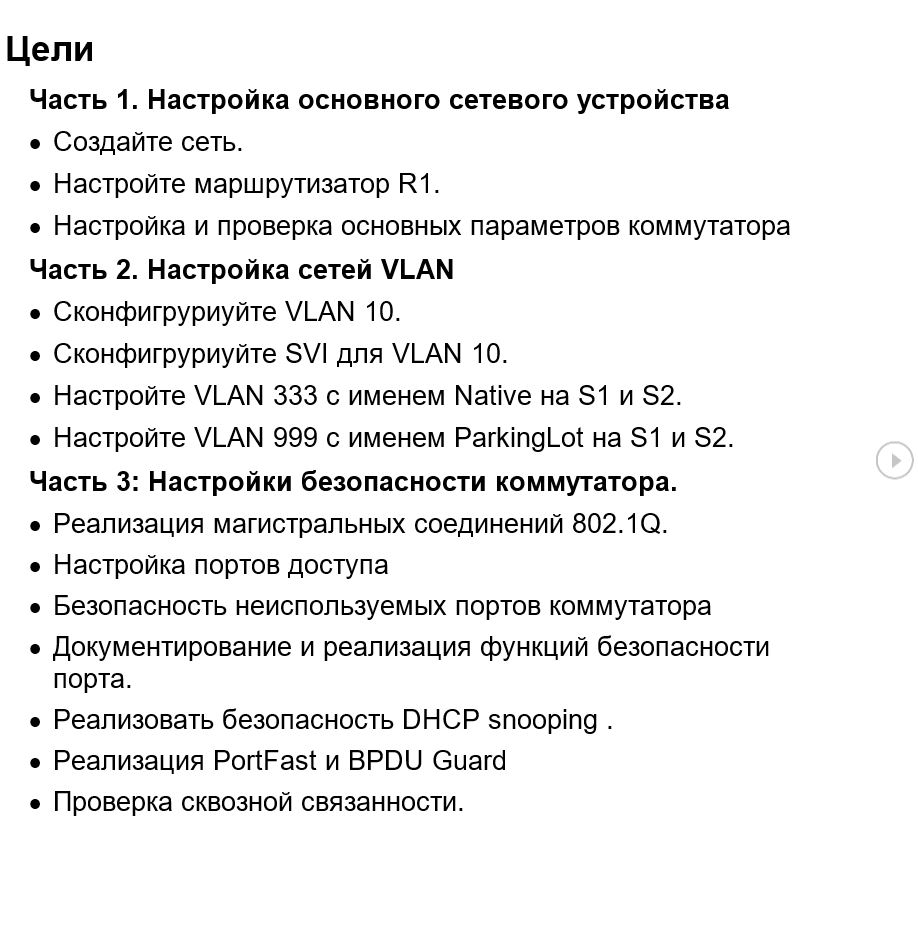 Цели
Часть 1. Настройка основного сетевого устройства
• Создайте сеть.
• Настройте маршрутизатор R1.
• Настройка и проверка основных параметров коммутатора
Часть 2. Настройка сетей VLAN
• Сконфигруриуйте VLAN 10.
• Сконфигруриуйте SVI для VLAN 10.
• Настройте VLAN 333 с именем Native на S1 и S2.
• Настройте VLAN 999 с именем ParkingLot на S1 и S2.
Часть 3: Настройки безопасности коммутатора.
• Реализация магистральных соединений 802.1Q.
• Настройка портов доступа
• Безопасность неиспользуемых портов коммутатора
• Документирование и реализация функций безопасности
порта.
• Реализовать безопасность DHCP snooping .
• Реализация PortFast и BPDU Guard
• Проверка сквозной связанности.